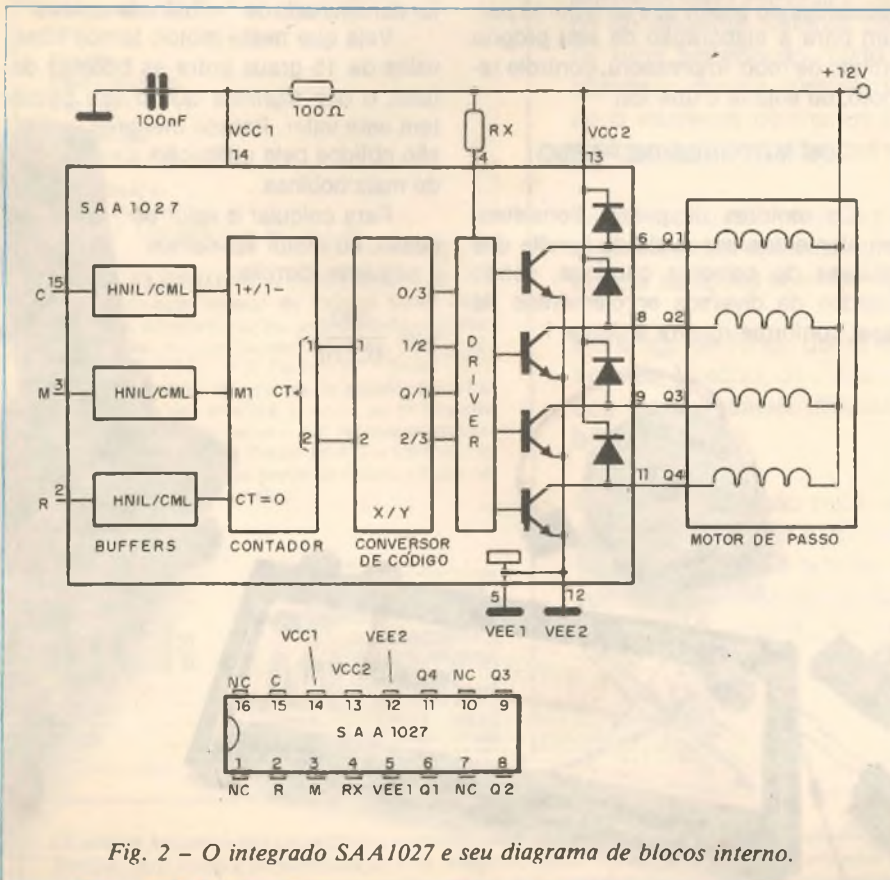 +12V
100nF
VCC1
14
100Ω
RX
4
VCC2
13
SAA1027
C 15
HNIL/CML
1+/1-
0/3
6 Q1
1
1
1/2
DRIVER
8 Q2
M 3
HNIL/CML
M1
CT=
Q/1
9 Q3
2
2
2/3
R 2
HNIL/CML
CT=0
X/Y
11 Q4
BUFFERS
CONTADOR
CONVERSOR
DE CÓDIGO
MOTOR DE PASSO
5
12
VEE1
VEE2
VCC1
VEE2
NC C VCC2 Q4 NC Q3
16 15 14 13 12 11 10 9
SAA1027
1 2 3 4 5 6 7 8
NC R M RX VEE1 Q1 NC Q2
Fig. 2 – O integrado SAA1027 e seu diagrama de blocos interno.